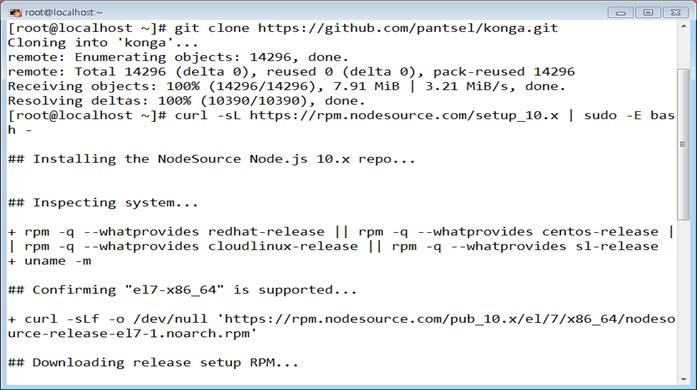 root@localhost:~
[root@localhost ~]# git clone https://github.com/pantsel/konga.git
Cloning into 'konga'...
remote: Enumerating objects: 14296, done.
remote: Total 14296 (delta 0), reused 0 (delta 0), pack-reused 14296
Receiving objects: 100% (14296/14296), 7.91 MiB | 3.21 MiB/s, done.
Resolving deltas: 100% (10390/10390), done.
[root@localhost ~]# curl -sL https://rpm.nodesource.com/setup_10.x | sudo -E bas
h -
## Installing the NodeSource Node.js 10.x repo...
## Inspecting system...
+ rpm -q --whatprovides redhat-release || rpm -q --whatprovides centos-release |
| rpm -q --whatprovides cloudlinux-release || rpm -q --whatprovides sl-release
+ uname -m
## Confirming "el7-x86_64" is supported...
+ curl -sLf -o /dev/null 'https://rpm.nodesource.com/pub_10.x/el/7/x86_64/nodeso
urce-release-el7-1.noarch.rpm'
## Downloading release setup RPM...